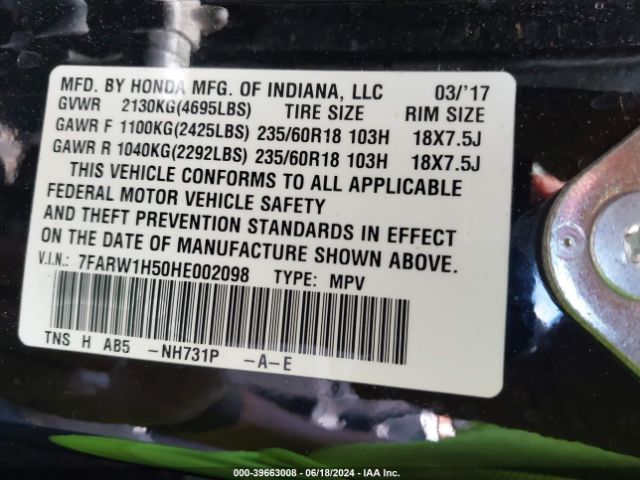 MFD. BY HONDA MFG. OF INDIANA, LLC 03/'17
GVWR 2130KG(4695LBS) TIRE SIZE RIM SIZE
GAWR F 1100KG(2425LBS) 235/60R18 103H 18X7.5J
GAWR R 1040KG(2292LBS) 235/60R18 103H 18X7.5J
THIS VEHICLE CONFORMS TO ALL APPLICABLE
FEDERAL MOTOR VEHICLE SAFETY
AND THEFT PREVENTION STANDARDS IN EFFECT
ON THE DATE OF MANUFACTURE SHOWN ABOVE.
V.I.N.: 7FARW1H50HE002098 TYPE: MPV
TNS H AB5 -NH731P -A-E
000-39663008 - 06/18/2024 - IAA Inc.